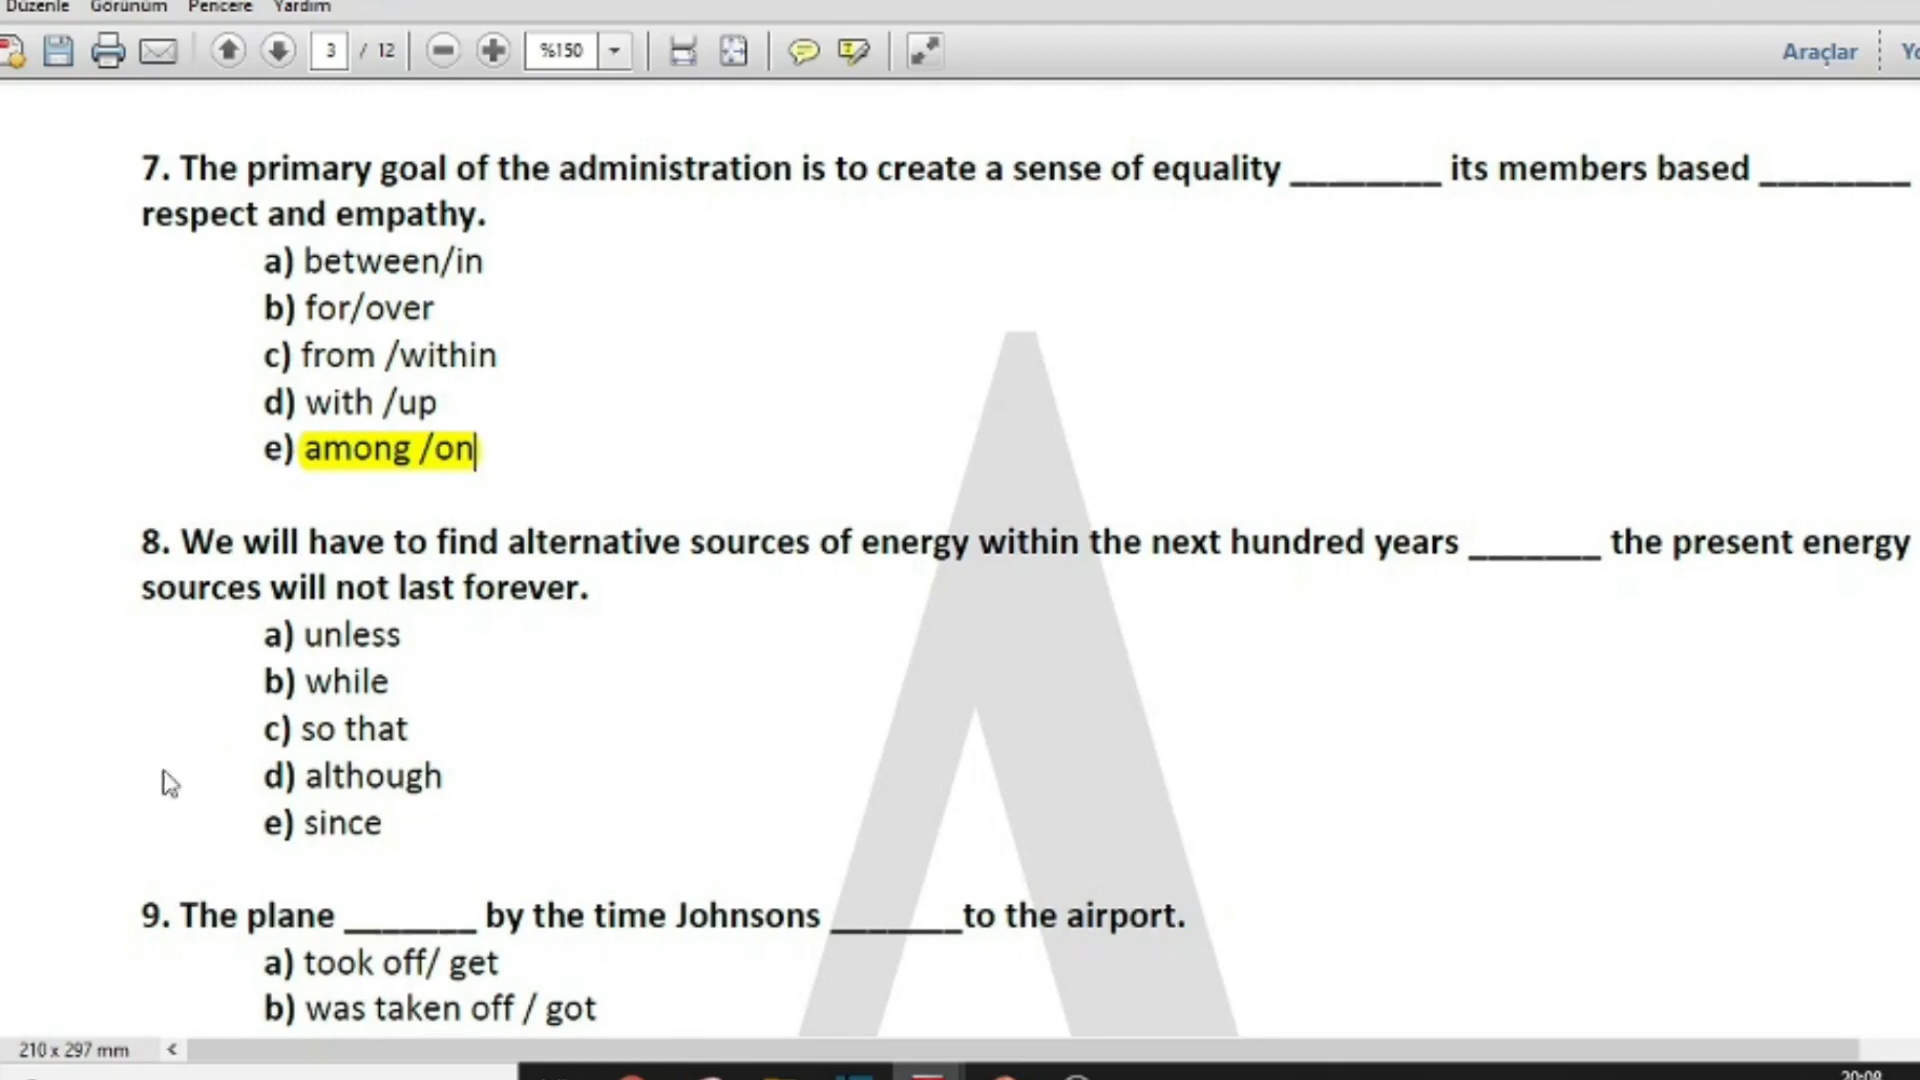 Düzenle Görünüm Pencere Yardım
3 / 12 %150 Araçlar
7. The primary goal of the administration is to create a sense of equality ________ its members based ________
respect and empathy.
a) between/in
b) for/over
c) from /within
d) with /up
e) among /on
8. We will have to find alternative sources of energy within the next hundred years _______ the present energy
sources will not last forever.
a) unless
b) while
c) so that
d) although
e) since
9. The plane _______ by the time Johnsons _______to the airport.
a) took off/ get
b) was taken off / got
210 x 297 mm